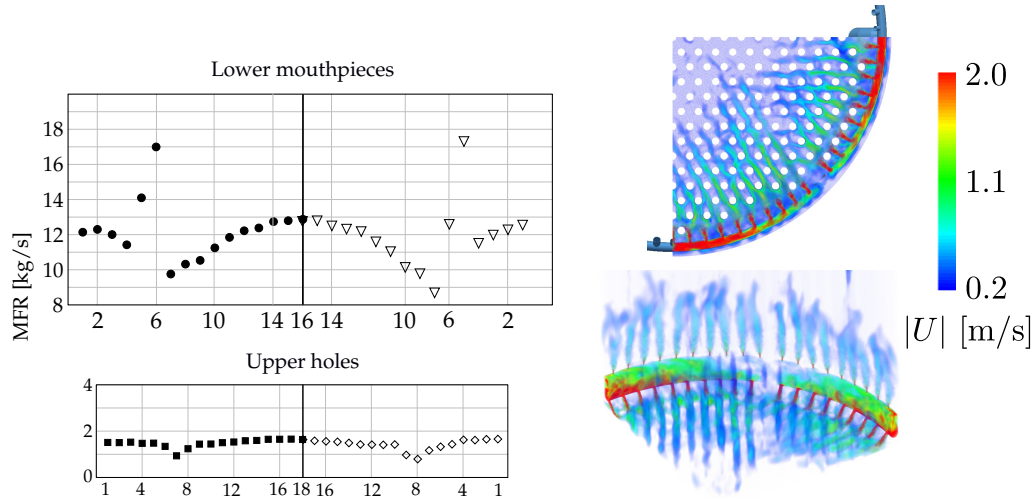 Lower mouthpieces
MFR [kg/s]
18
16
14
12
10
8
2 6 10 14 16 14 10 6 2
Upper holes
4
2
0
1 4 8 12 16 18 16 12 8 4 1
2.0
1.1
0.2
|U| [m/s]